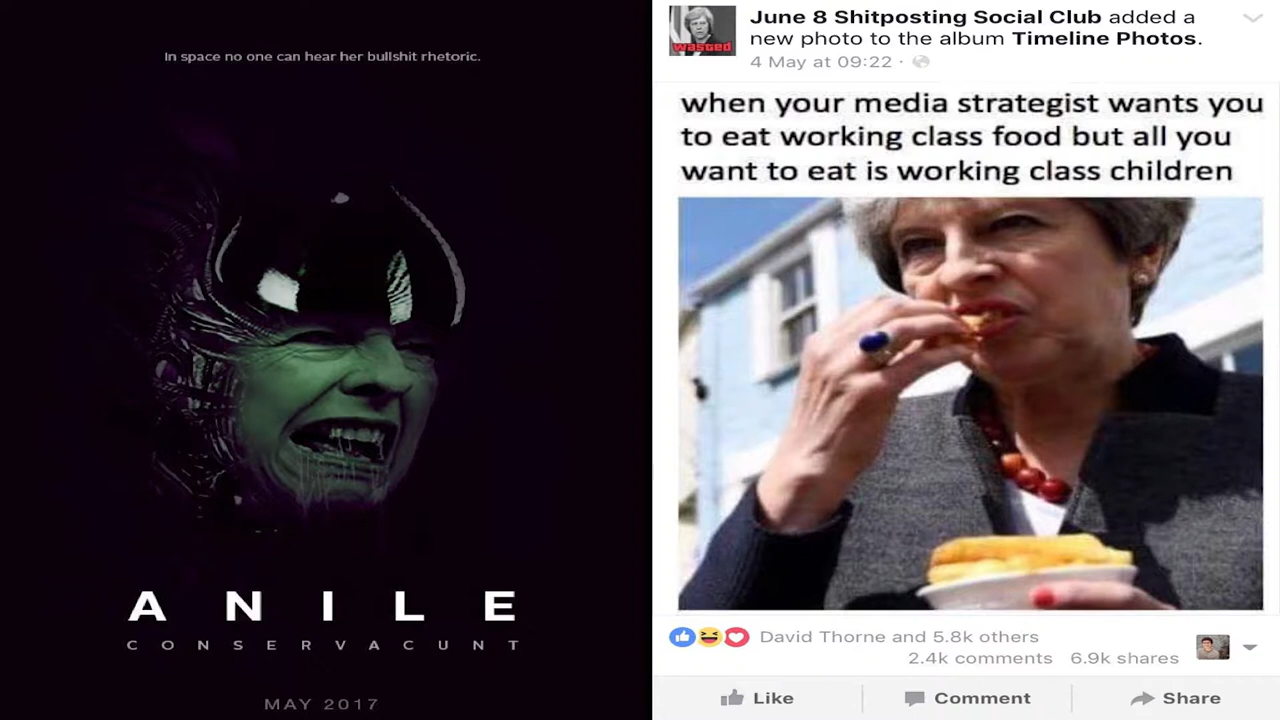 In space no one can hear her bullshit rhetoric.
ANILE
CONSERVACUNT
MAY 2017
June 8 Shitposting Social Club added a
new photo to the album Timeline Photos.
4 May at 09:22 ·
wasted
when your media strategist wants you
to eat working class food but all you
want to eat is working class children
David Thorne and 5.8k others
2.4k comments 6.9k shares
Like Comment Share